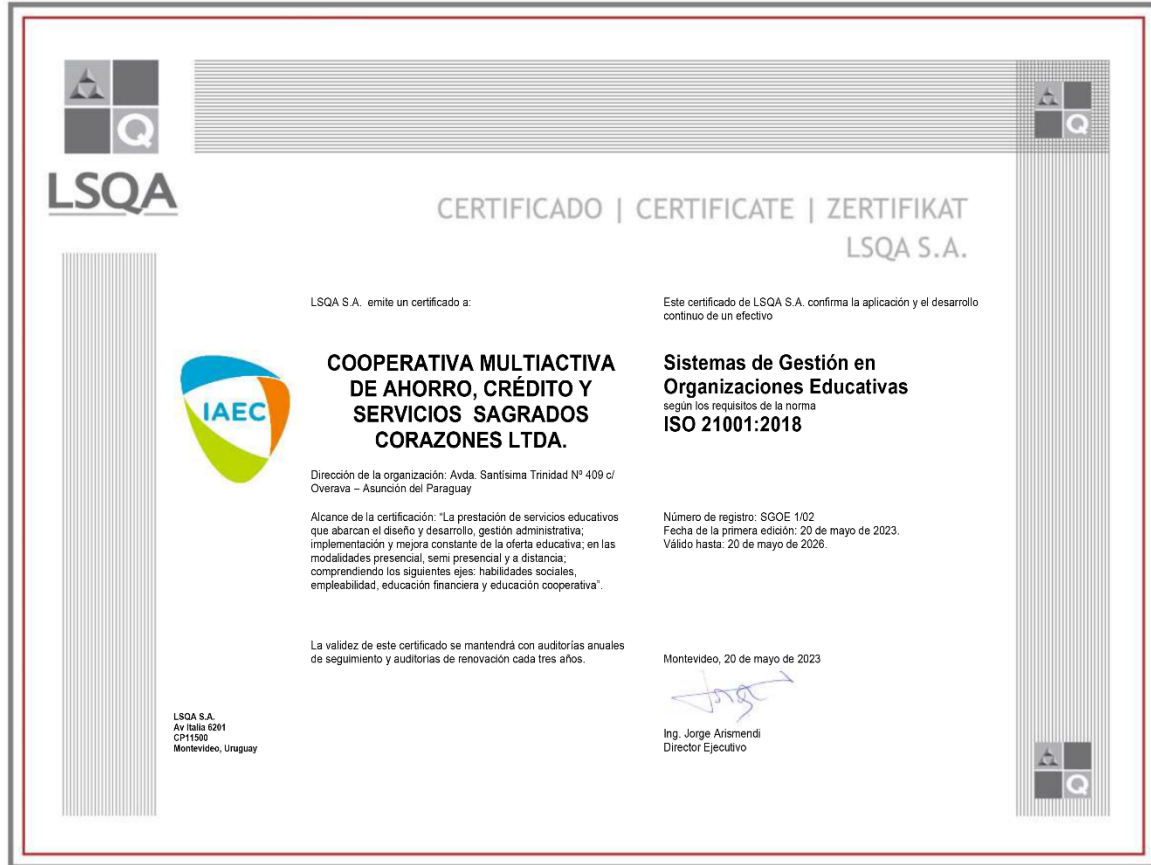 Q
LSQA
Q
CERTIFICADO | CERTIFICATE | ZERTIFIKAT
LSQA S.A.
LSQA S.A. emite un certificado a:
IAEC
COOPERATIVA MULTIACTIVA
DE AHORRO, CRÉDITO Y
SERVICIOS SAGRADOS
CORAZONES LTDA.
Dirección de la organización: Avda. Santísima Trinidad Nº 409 c/
Overava – Asunción del Paraguay
Alcance de la certificación: “La prestación de servicios educativos
que abarcan el diseño y desarrollo, gestión administrativa;
implementación y mejora constante de la oferta educativa; en las
modalidades presencial, semi presencial y a distancia;
comprendiendo los siguientes ejes: habilidades sociales,
empleabilidad, educación financiera y educación cooperativa”.
La validez de este certificado se mantendrá con auditorías anuales
de seguimiento y auditorías de renovación cada tres años.
LSQA S.A.
Av Italia 6201
CP11500
Montevideo, Uruguay
Este certificado de LSQA S.A. confirma la aplicación y el desarrollo
continuo de un efectivo
Sistemas de Gestión en
Organizaciones Educativas
según los requisitos de la norma
ISO 21001:2018
Número de registro: SGOE 1/02
Fecha de la primera edición: 20 de mayo de 2023.
Válido hasta: 20 de mayo de 2026.
Montevideo, 20 de mayo de 2023
Ing. Jorge Arismendi
Director Ejecutivo
Q